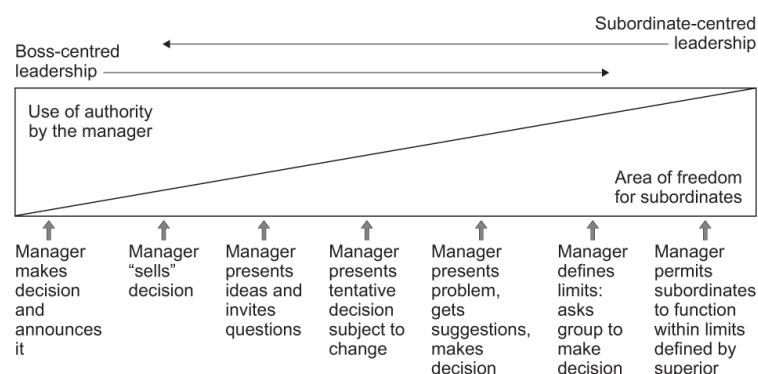 Subordinate-centred
leadership
Boss-centred
leadership
Use of authority
by the manager
Area of freedom
for subordinates
Manager
makes
decision
and
announces
it
Manager
“sells”
decision
Manager
presents
ideas and
invites
questions
Manager
presents
tentative
decision
subject to
change
Manager
presents
problem,
gets
suggestions,
makes
decision
Manager
defines
limits:
asks
group to
make
decision
Manager
permits
subordinates
to function
within limits
defined by
superior